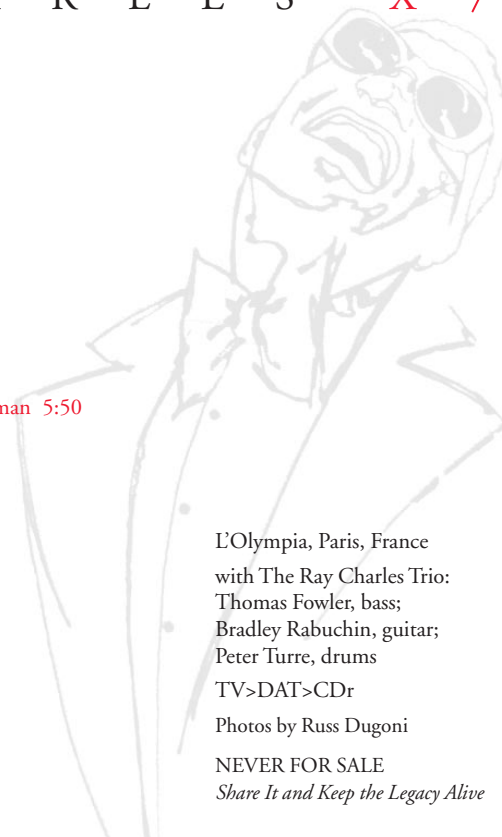 R L E S X /
man 5:50
L’Olympia, Paris, France
with The Ray Charles Trio:
Thomas Fowler, bass;
Bradley Rabuchin, guitar;
Peter Turre, drums
TV>DAT>CDr
Photos by Russ Dugoni
NEVER FOR SALE
Share It and Keep the Legacy Alive